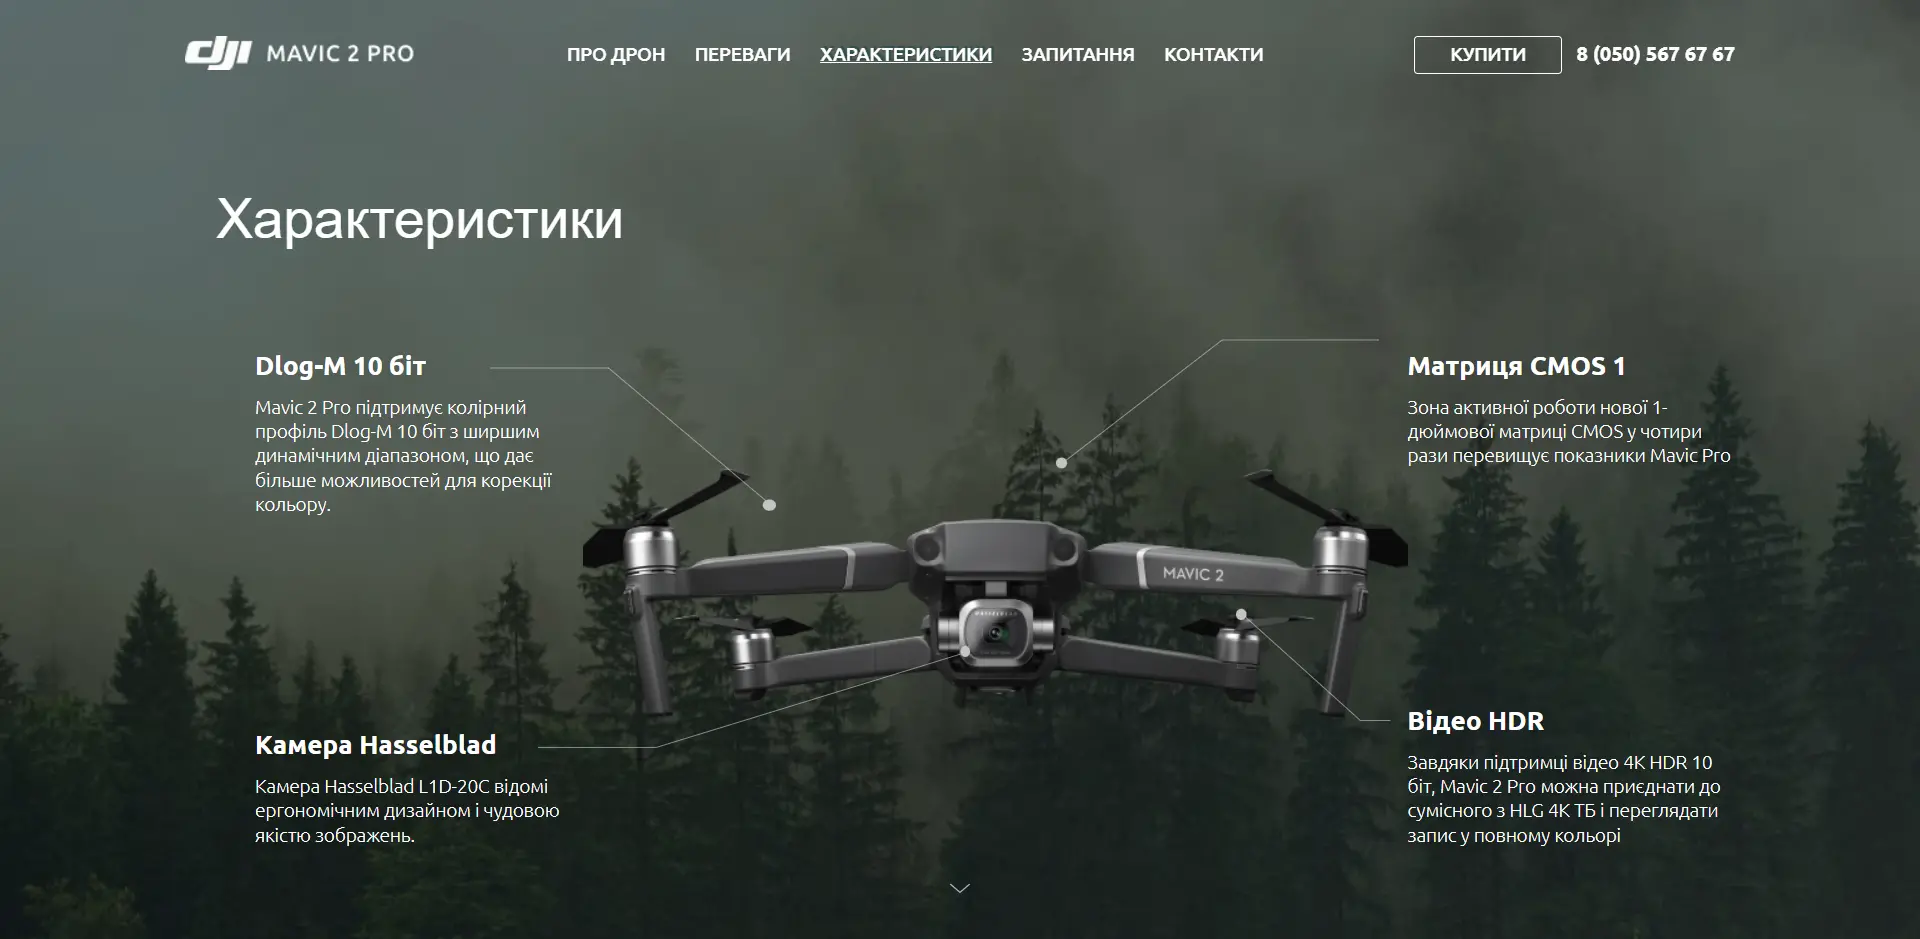 dji MAVIC 2 PRO
ПРО ДРОН ПЕРЕВАГИ ХАРАКТЕРИСТИКИ ЗАПИТАННЯ КОНТАКТИ
КУПИТИ 8 (050) 567 67 67
Характеристики
Dlog-M 10 біт
Mavic 2 Pro підтримує колірний
профіль Dlog-M 10 біт з ширшим
динамічним діапазоном, що дає
більше можливостей для корекції
кольору.
Матриця CMOS 1
Зона активної роботи нової 1-
дюймової матриці CMOS у чотири
рази перевищує показники Mavic Pro
MAVIC 2
HASSELBLAD
Камера Hasselblad
Камера Hasselblad L1D-20C відомі
ергономічним дизайном і чудовою
якістю зображень.
Відео HDR
Завдяки підтримці відео 4K HDR 10
біт, Mavic 2 Pro можна приєднати до
сумісного з HLG 4K ТБ і переглядати
запис у повному кольорі